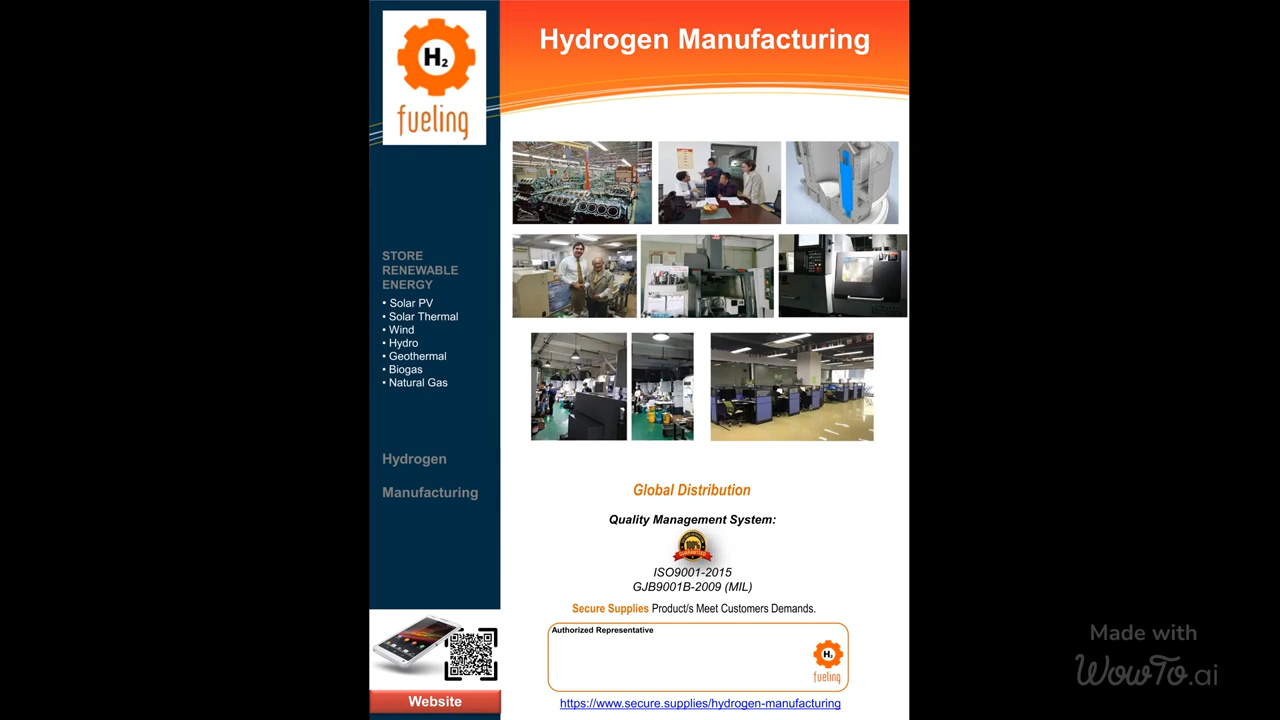 H2
fueling
Hydrogen Manufacturing
STORE
RENEWABLE
ENERGY
• Solar PV
• Solar Thermal
• Wind
• Hydro
• Geothermal
• Biogas
• Natural Gas
Hydrogen
Manufacturing
Website
Global Distribution
Quality Management System:
100%
GUARANTEED
ISO9001-2015
GJB9001B-2009 (MIL)
Secure Supplies Product/s Meet Customers Demands.
Authorized Representative
H2
fueling
https://www.secure.supplies/hydrogen-manufacturing
Made with
WowTo.ai